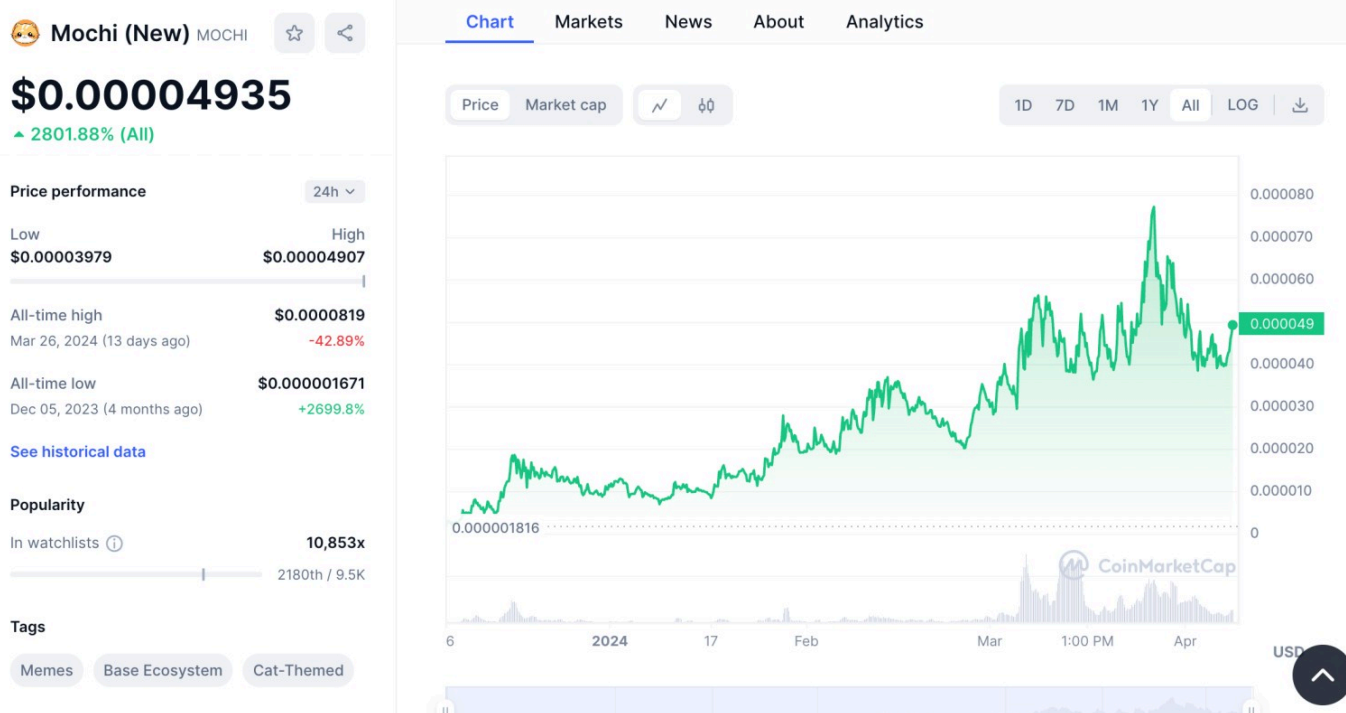 Mochi (New) MOCHI
$0.00004935
2801.88% (All)
Price performance
24h
Low
High
$0.00003979
$0.00004907
All-time high
$0.0000819
Mar 26, 2024 (13 days ago)
-42.89%
All-time low
$0.000001671
Dec 05, 2023 (4 months ago)
+2699.8%
See historical data
Popularity
In watchlists
10,853x
2180th / 9.5K
Tags
Memes
Base Ecosystem
Cat-Themed
Chart
Markets
News
About
Analytics
Price
Market cap
1D
7D
1M
1Y
All
LOG
0.000080
0.000070
0.000060
0.000049
0.000040
0.000030
0.000020
0.000010
0.000001816
0
CoinMarketCap
6
2024
17
Feb
Mar
1:00 PM
Apr
USD